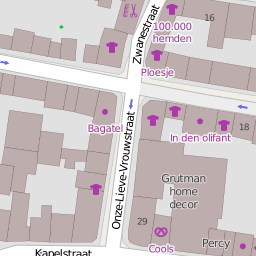 Zwanestraat
16
100.000
hemden
Ploesje
Bagatel
Onze-Lieve-Vrouwstraat
In den olifant
18
Grutman
home
decor
29
Cools
Percy
Kapelstraat